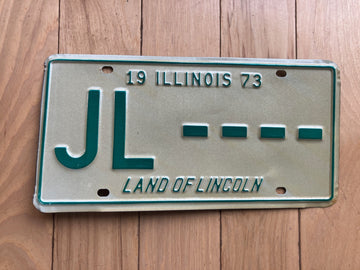 19 ILLINOIS 73
JL - - - -
LAND OF LINCOLN